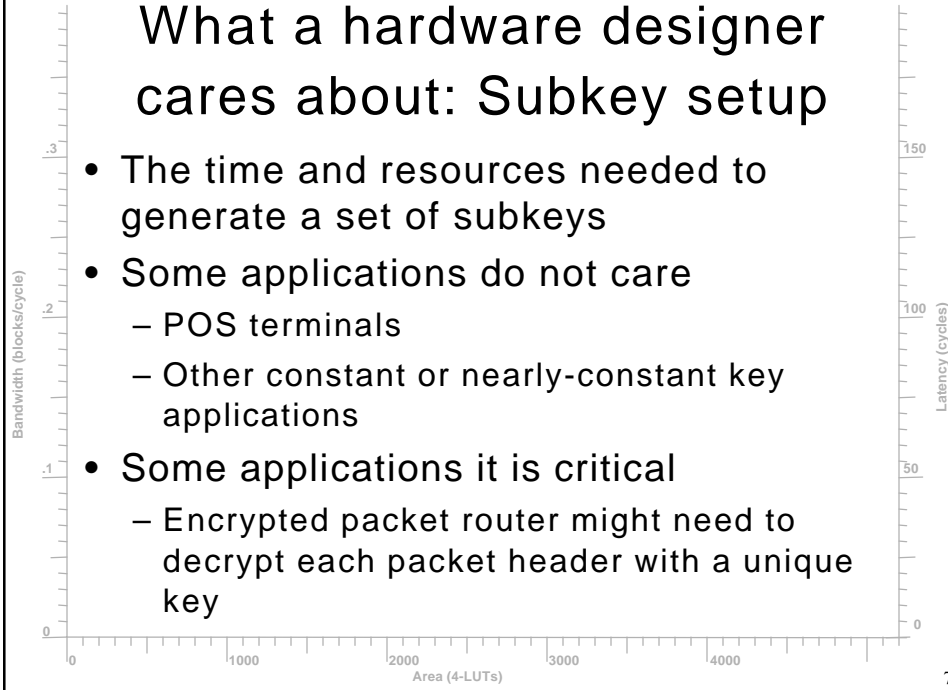 What a hardware designer
cares about: Subkey setup
• The time and resources needed to
generate a set of subkeys
• Some applications do not care
– POS terminals
– Other constant or nearly-constant key
applications
• Some applications it is critical
– Encrypted packet router might need to
decrypt each packet header with a unique
key
.3
.2
.1
0
Bandwidth (blocks/cycle)
150
100
50
0
Latency (cycles)
0 1000 2000 3000 4000
Area (4-LUTs)